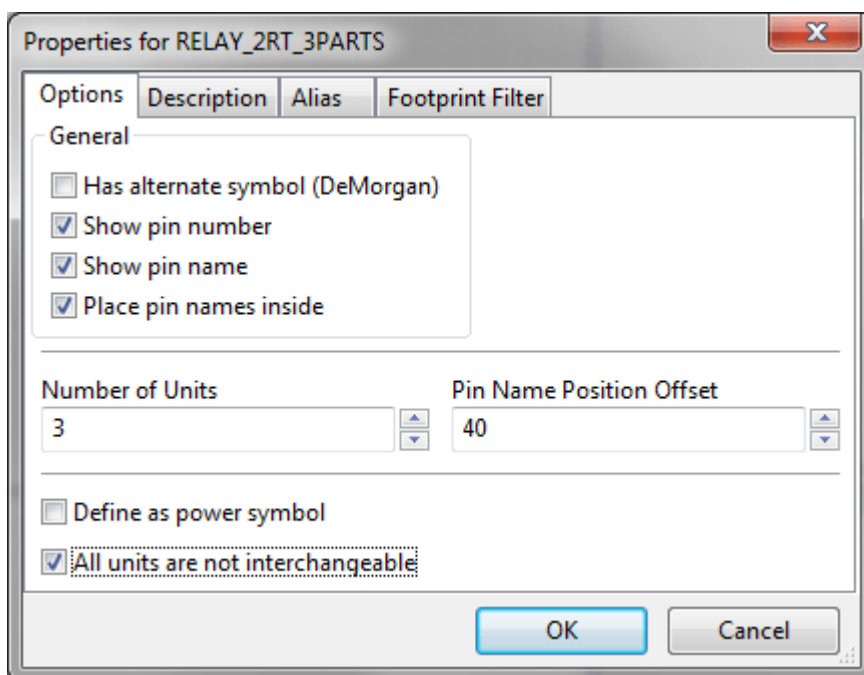 Properties for RELAY_2RT_3PARTS
Options Description Alias Footprint Filter
General
Has alternate symbol (DeMorgan)
Show pin number
Show pin name
Place pin names inside
Number of Units Pin Name Position Offset
3 40
Define as power symbol
All units are not interchangeable
OK Cancel